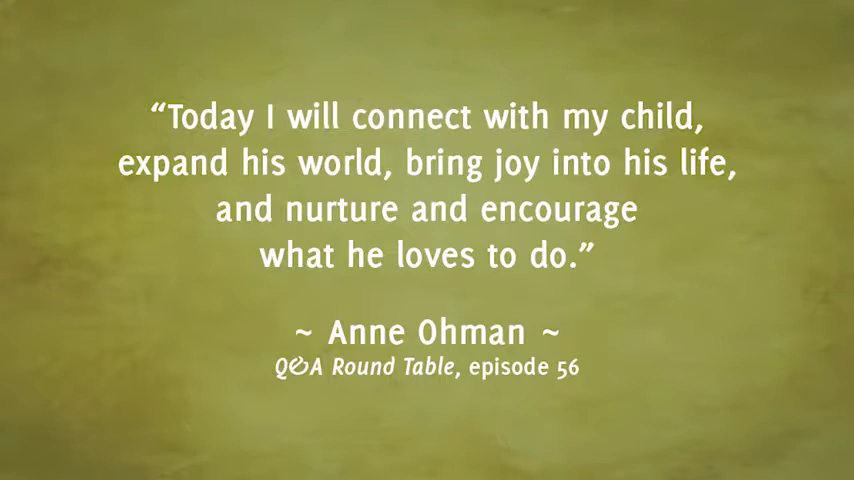 “Today I will connect with my child,
expand his world, bring joy into his life,
and nurture and encourage
what he loves to do.”
~ Anne Ohman ~
Q&A Round Table, episode 56